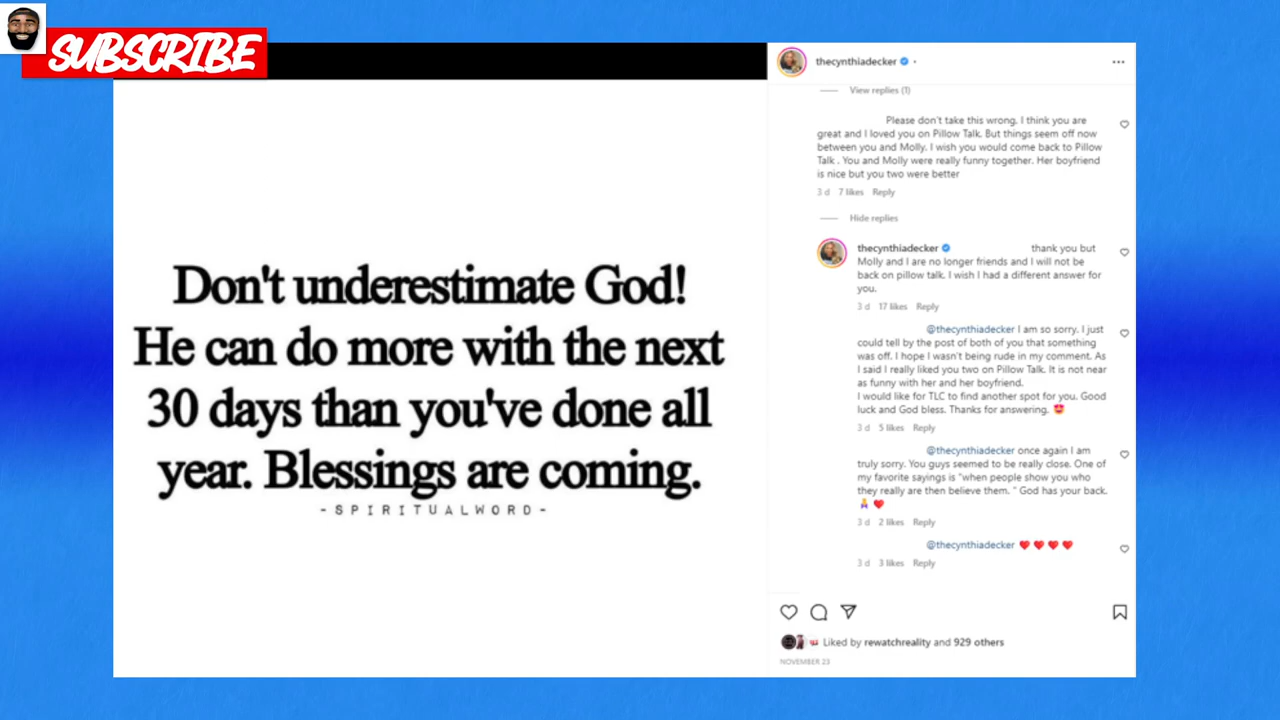 SUBSCRIBE
Don't underestimate God!
He can do more with the next
30 days than you've done all
year. Blessings are coming.
-SPIRITUALWORD-
thecynthiadecker
View replies (1)
Please don't take this wrong. I think you are
great and I loved you on Pillow Talk. But things seem off now
between you and Molly. I wish you would come back to Pillow
Talk . You and Molly were really funny together. Her boyfriend
is nice but you two were better
3 d 7 likes Reply
Hide replies
thecynthiadecker thank you but
Molly and I are no longer friends and I will not be
back on pillow talk. I wish I had a different answer for
you.
3 d 17 likes Reply
@thecynthiadecker I am so sorry. I just
could tell by the post of both of you that something
was off. I hope I wasn't being rude in my comment. As
I said I really liked you two on Pillow Talk. It is not near
as funny with her and her boyfriend.
I would like for TLC to find another spot for you. Good
luck and God bless. Thanks for answering. 😍
3 d 5 likes Reply
@thecynthiadecker once again I am
truly sorry. You guys seemed to be really close. One of
my favorite sayings is "when people show you who
they really are then believe them. " God has your back.
🙏 ❤️
3 d 2 likes Reply
@thecynthiadecker ❤️ ❤️ ❤️ ❤️
3 d 3 likes Reply
Liked by rewatchreality and 929 others
NOVEMBER 23